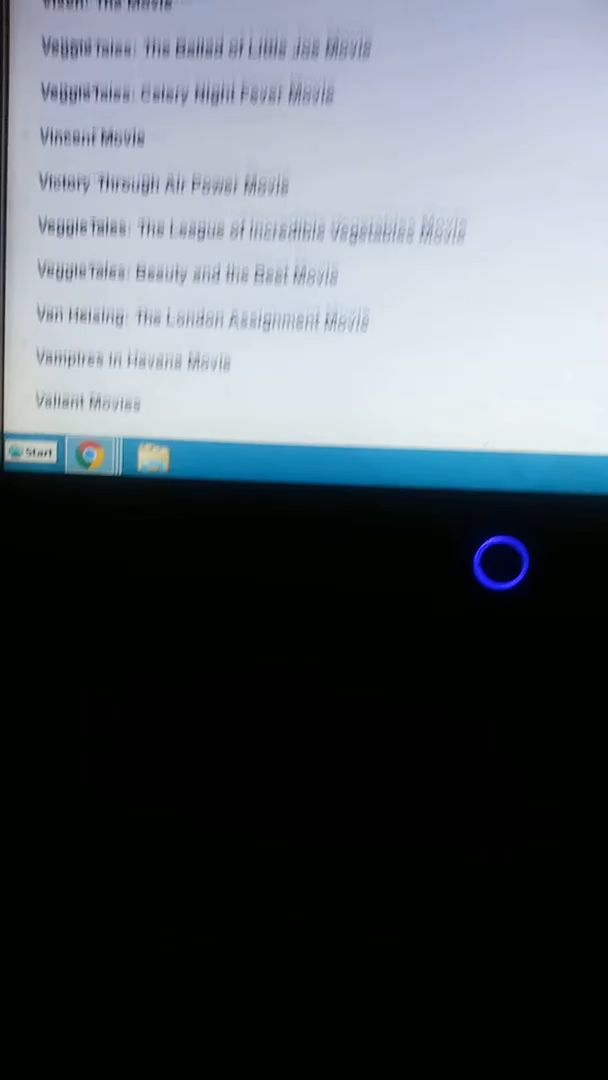 The Movie
VeggieTales: The Ballad of Little Joe Movie
VeggieTales: Celery Night Fever Movie
Vincent Movie
Victory Through Air Power Movie
VeggieTales: The League of Incredible Vegetables Movie
VeggieTales: Beauty and the Beet Movie
Van Helsing: The London Assignment Movie
Vampires in Havana Movie
Valiant Movies
Start